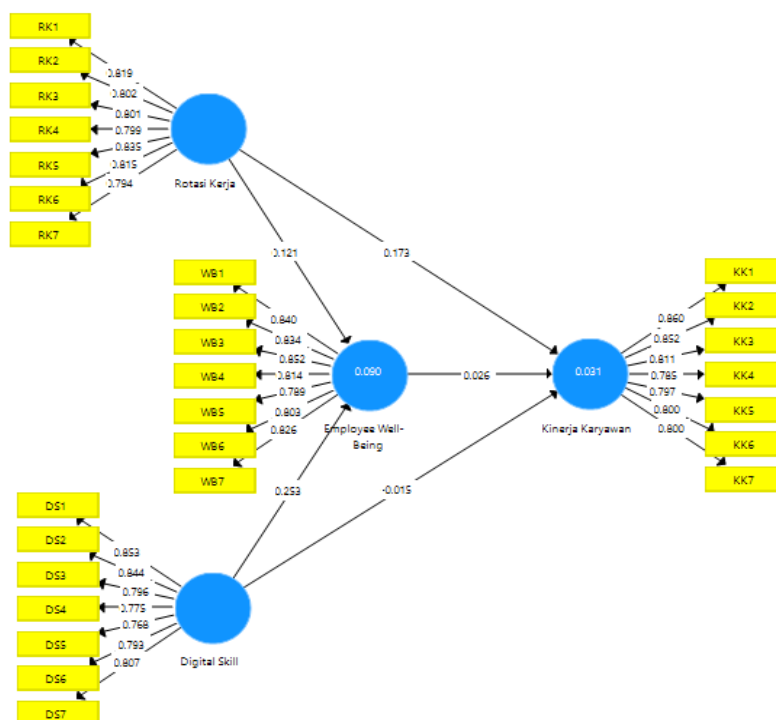 RK1
RK2
RK3
RK4
RK5
RK6
RK7
0.819
0.802
0.801
0.799
0.835
0.815
0.794
Rotasi Kerja
0.121
0.173
WB1
WB2
WB3
WB4
WB5
WB6
WB7
0.840
0.834
0.852
0.814
0.789
0.803
0.826
0.090
Employee Well-
Being
0.026
0.031
Kinerja Karyawan
KK1
KK2
KK3
KK4
KK5
KK6
KK7
0.860
0.852
0.811
0.785
0.797
0.800
0.800
0.253
-0.015
DS1
DS2
DS3
DS4
DS5
DS6
DS7
0.853
0.844
0.796
0.775
0.768
0.793
0.807
Digital Skill